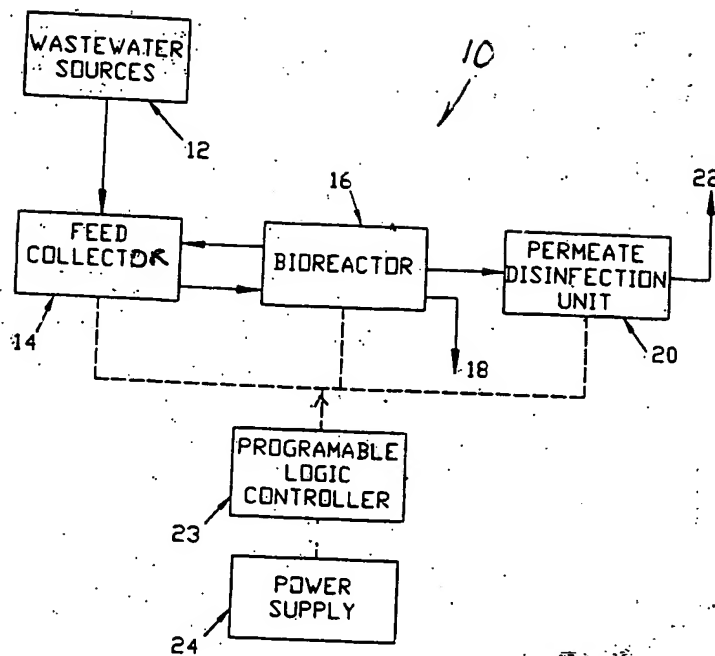 WASTEWATER
SOURCES
10
12
22
16
FEED
COLLECTOR
BIOREACTOR
PERMEATE
DISINFECTION
UNIT
14
18
20
PROGRAMABLE
LOGIC
CONTROLLER
23
POWER
SUPPLY
24